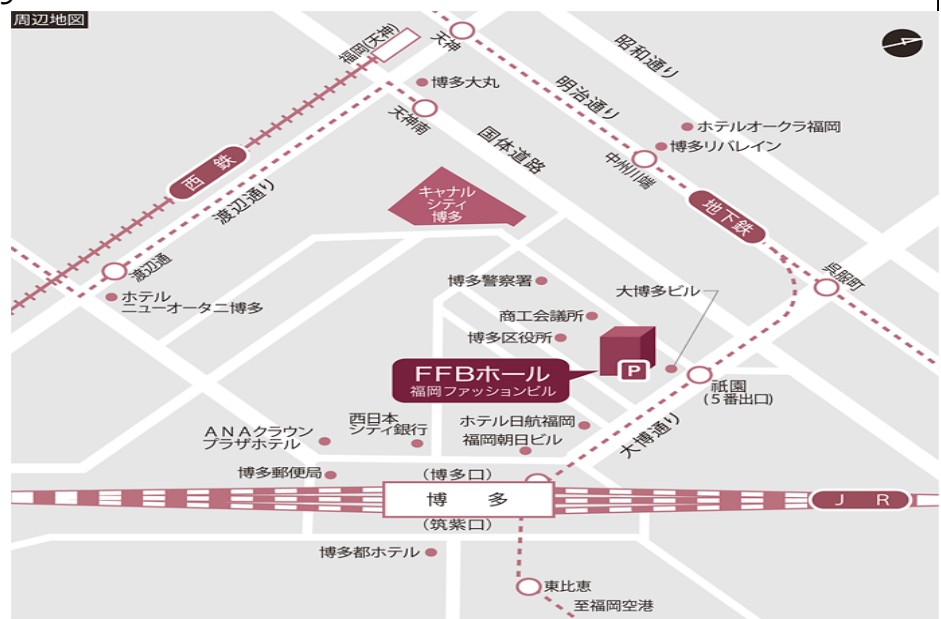 周辺地図
福岡(天神)
天神
昭和通り
明治通り
博多大丸
天神南
国体道路
ホテルオークラ福岡
博多リバレイン
中州川端
西鉄
渡辺通り
キャナル
シティ
博多
地下鉄
渡辺通
呉服町
ホテル
ニューオータニ博多
博多警察署
大博多ビル
商工会議所
博多区役所
FFBホール
福岡ファッションビル
P
祇園
(5番出口)
大博通り
西日本
シティ銀行
ホテル日航福岡
福岡朝日ビル
ANAクラウン
プラザホテル
博多郵便局
(博多口)
博多
JR
(筑紫口)
博多都ホテル
東比恵
至福岡空港